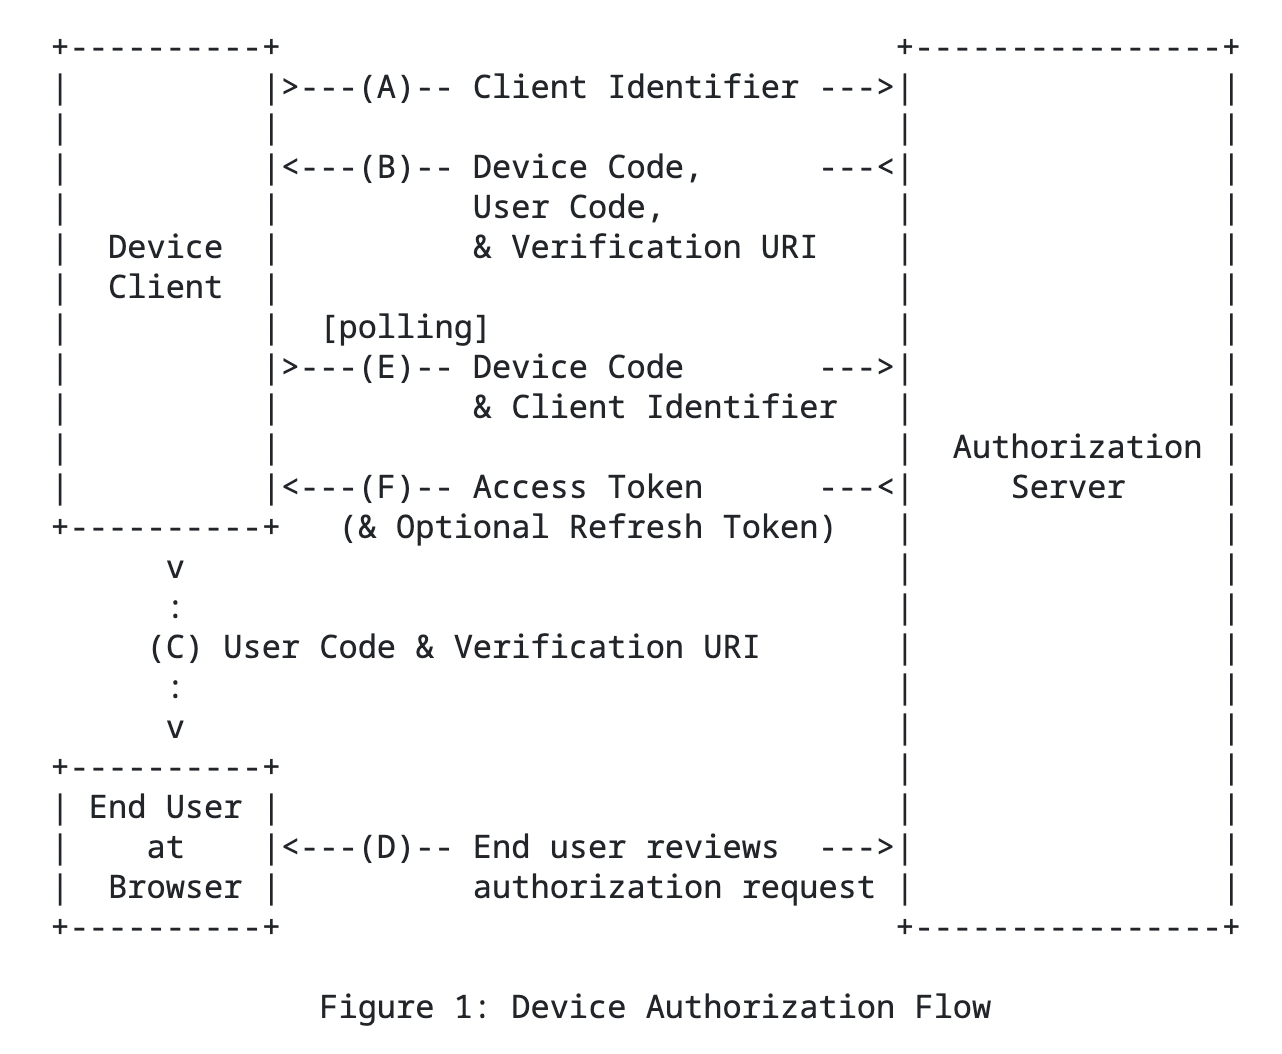 +----------+                                +----------------+
|          |>---(A)-- Client Identifier --->|                |
|          |                                |                |
|          |<---(B)-- Device Code,      ---<|                |
|          |          User Code,            |                |
|  Device  |          & Verification URI    |                |
|  Client  |                                |                |
|          |  [polling]                     |                |
|          |>---(E)-- Device Code       --->|                |
|          |          & Client Identifier   |                |
|          |                                |  Authorization |
|          |<---(F)-- Access Token      ---<|     Server     |
+----------+   (& Optional Refresh Token)   |                |
      v                                     |                |
      :                                     |                |
     (C) User Code & Verification URI       |                |
      :                                     |                |
      v                                     |                |
+----------+                                |                |
| End User |                                |                |
|    at    |<---(D)-- End user reviews  --->|                |
|  Browser |          authorization request |                |
+----------+                                +----------------+
Figure 1: Device Authorization Flow